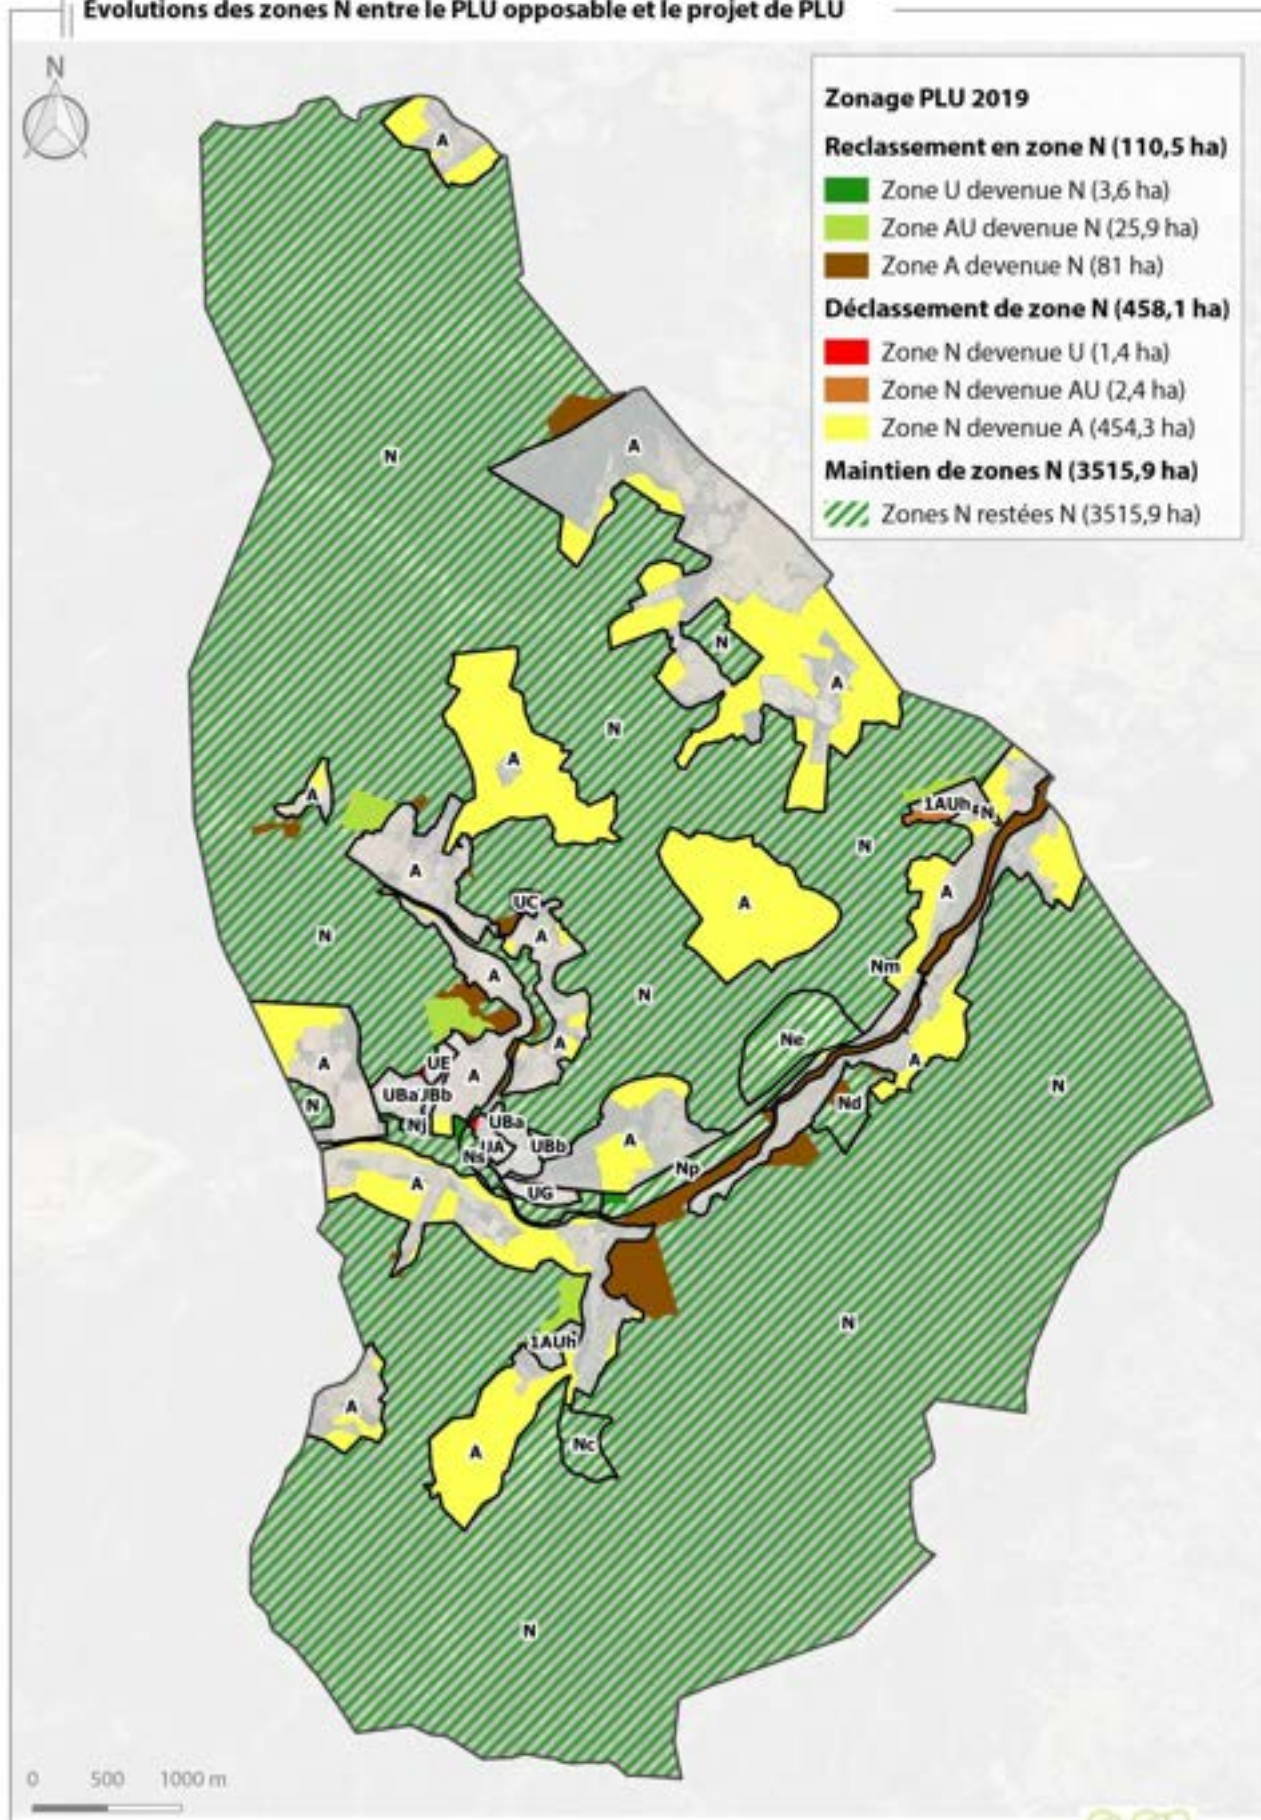 Evolutions des zones N entre le PLU opposable et le projet de PLU
N
Zonage PLU 2019
Reclassement en zone N (110,5 ha)
Zone U devenue N (3,6 ha)
Zone AU devenue N (25,9 ha)
Zone A devenue N (81 ha)
Déclassement de zone N (458,1 ha)
Zone N devenue U (1,4 ha)
Zone N devenue AU (2,4 ha)
Zone N devenue A (454,3 ha)
Maintien de zones N (3515,9 ha)
Zones N restées N (3515,9 ha)
A
A
N
N
A
N
A
A
1AUh
N
N
A
A
A
A
UC
A
N
Nm
A
N
Ne
A
UE
A
A
A
N
UBa
UBb
Nd
N
Nj
UBa
UA
UBb
A
Ns
Np
A
UG
N
1AUh
A
A
Nc
N
0 500 1000 m